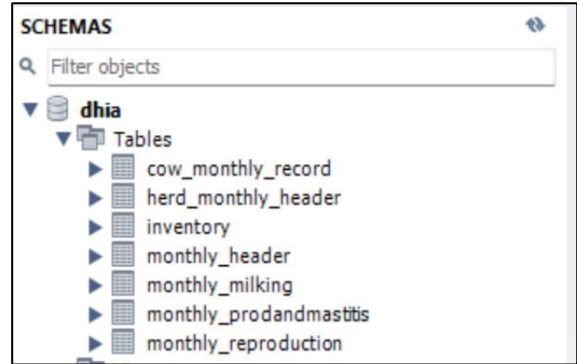 SCHEMAS
Filter objects
dhia
Tables
cow_monthly_record
herd_monthly_header
inventory
monthly_header
monthly_milking
monthly_prodandmastitis
monthly_reproduction